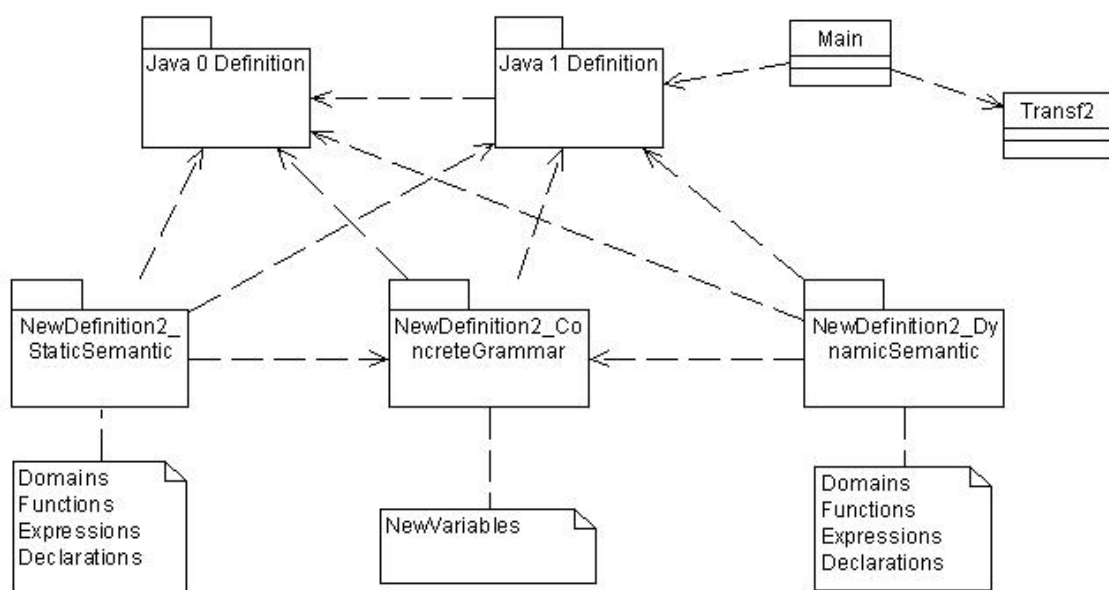 Java 0 Definition
Java 1 Definition
Main
Transf2
NewDefinition2_
StaticSemantic
NewDefinition2_Co
ncreteGrammar
NewDefinition2_Dy
namicSemantic
Domains
Functions
Expressions
Declarations
NewVariables
Domains
Functions
Expressions
Declarations